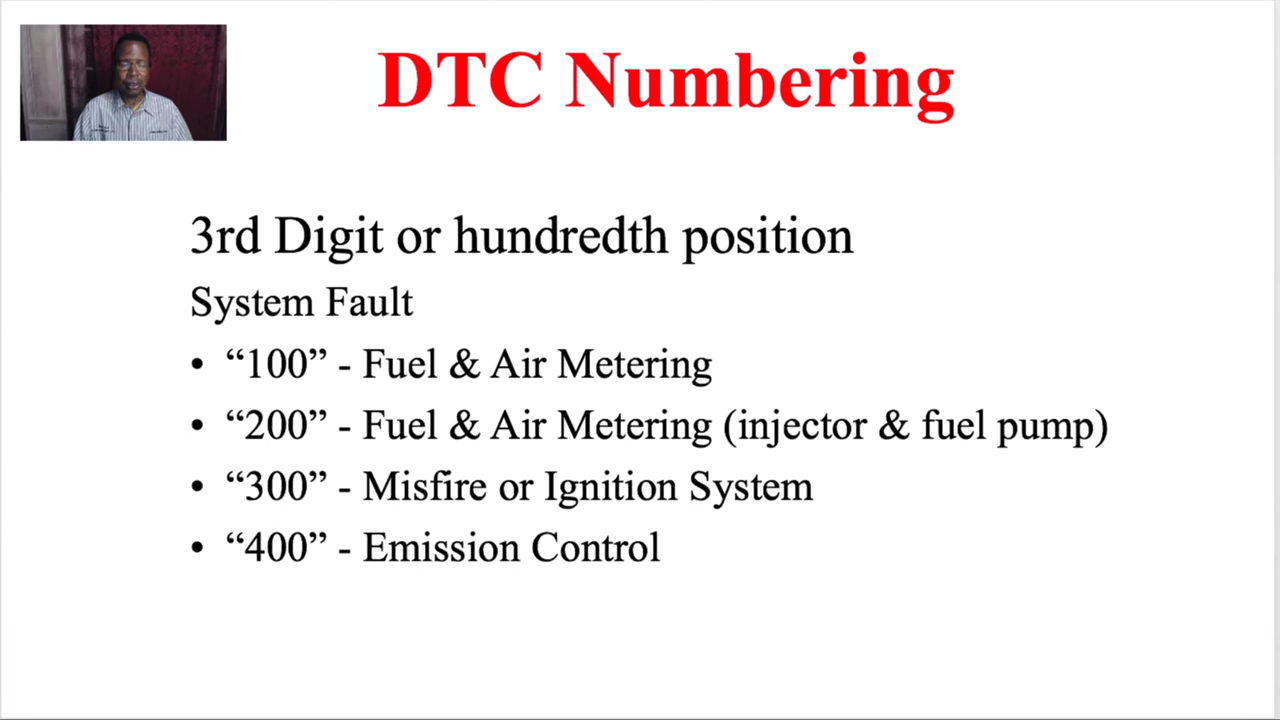 DTC Numbering
3rd Digit or hundredth position
System Fault
• “100” - Fuel & Air Metering
• “200” - Fuel & Air Metering (injector & fuel pump)
• “300” - Misfire or Ignition System
• “400” - Emission Control